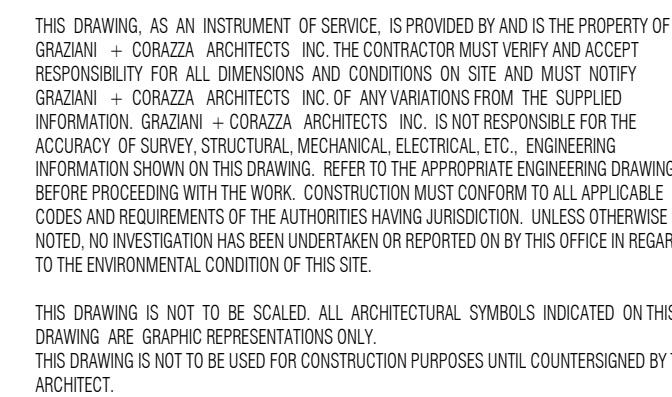 THIS DRAWING, AS AN INSTRUMENT OF SERVICE, IS PROVIDED BY AND IS THE PROPERTY OF
GRAZIANI + CORAZZA ARCHITECTS INC. THE CONTRACTOR MUST VERIFY AND ACCEPT
RESPONSIBILITY FOR ALL DIMENSIONS AND CONDITIONS ON SITE AND MUST NOTIFY
GRAZIANI + CORAZZA ARCHITECTS INC. OF ANY VARIATIONS FROM THE SUPPLIED
INFORMATION. GRAZIANI + CORAZZA ARCHITECTS INC. IS NOT RESPONSIBLE FOR THE
ACCURACY OF SURVEY, STRUCTURAL, MECHANICAL, ELECTRICAL, ETC., ENGINEERING
INFORMATION SHOWN ON THIS DRAWING. REFER TO THE APPROPRIATE ENGINEERING DRAWING
BEFORE PROCEEDING WITH THE WORK. CONSTRUCTION MUST CONFORM TO ALL APPLICABLE
CODES AND REQUIREMENTS OF THE AUTHORITIES HAVING JURISDICTION. UNLESS OTHERWISE
NOTED, NO INVESTIGATION HAS BEEN UNDERTAKEN OR REPORTED ON BY THIS OFFICE IN REGAR
TO THE ENVIRONMENTAL CONDITION OF THIS SITE.
THIS DRAWING IS NOT TO BE SCALED. ALL ARCHITECTURAL SYMBOLS INDICATED ON THIS
DRAWING ARE GRAPHIC REPRESENTATIONS ONLY.
THIS DRAWING IS NOT TO BE USED FOR CONSTRUCTION PURPOSES UNTIL COUNTERSIGNED BY
ARCHITECT.